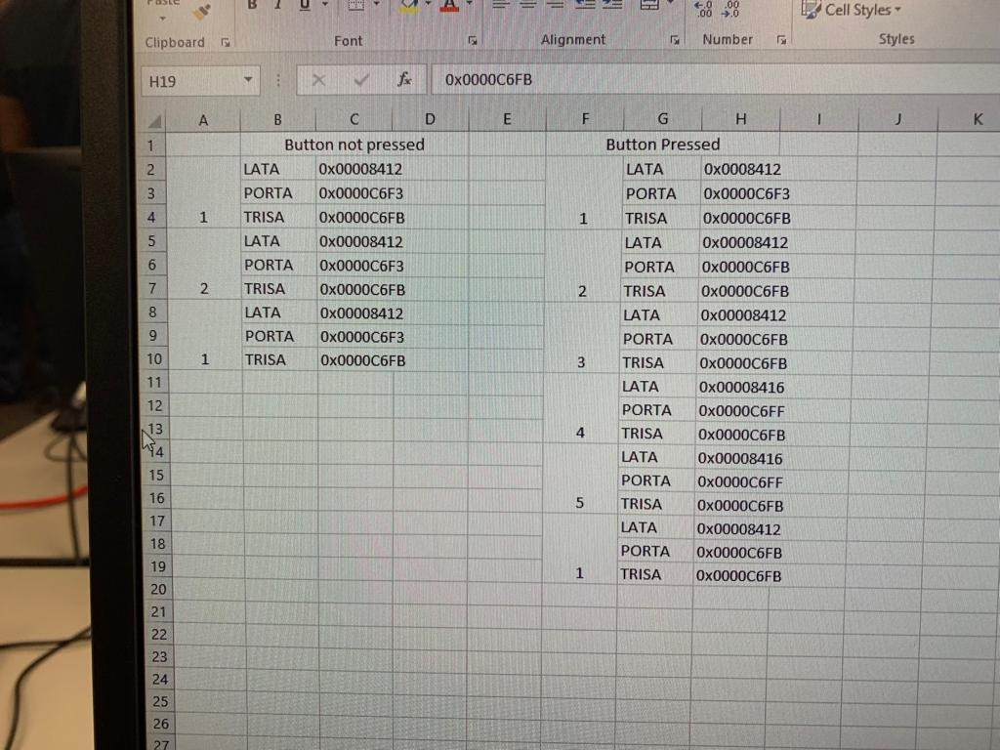 Paste
B I U A .00 .00 Cell Styles
Clipboard Font Alignment Number Styles
H19 fx 0x0000C6FB
A B C D E F G H I J K
1 Button not pressed Button Pressed
2 LATA 0x00008412 LATA 0x0008412
3 PORTA 0x0000C6F3 PORTA 0x0000C6F3
4 1 TRISA 0x0000C6FB 1 TRISA 0x0000C6FB
5 LATA 0x00008412 LATA 0x00008412
6 PORTA 0x0000C6F3 PORTA 0x0000C6FB
7 2 TRISA 0x0000C6FB 2 TRISA 0x0000C6FB
8 LATA 0x00008412 LATA 0x00008412
9 PORTA 0x0000C6F3 PORTA 0x0000C6FB
10 1 TRISA 0x0000C6FB 3 TRISA 0x0000C6FB
11 LATA 0x00008416
12 PORTA 0x0000C6FF
13 4 TRISA 0x0000C6FB
14 LATA 0x00008416
15 PORTA 0x0000C6FF
16 5 TRISA 0x0000C6FB
17 LATA 0x00008412
18 PORTA 0x0000C6FB
19 1 TRISA 0x0000C6FB
20
21
22
23
24
25
26
27